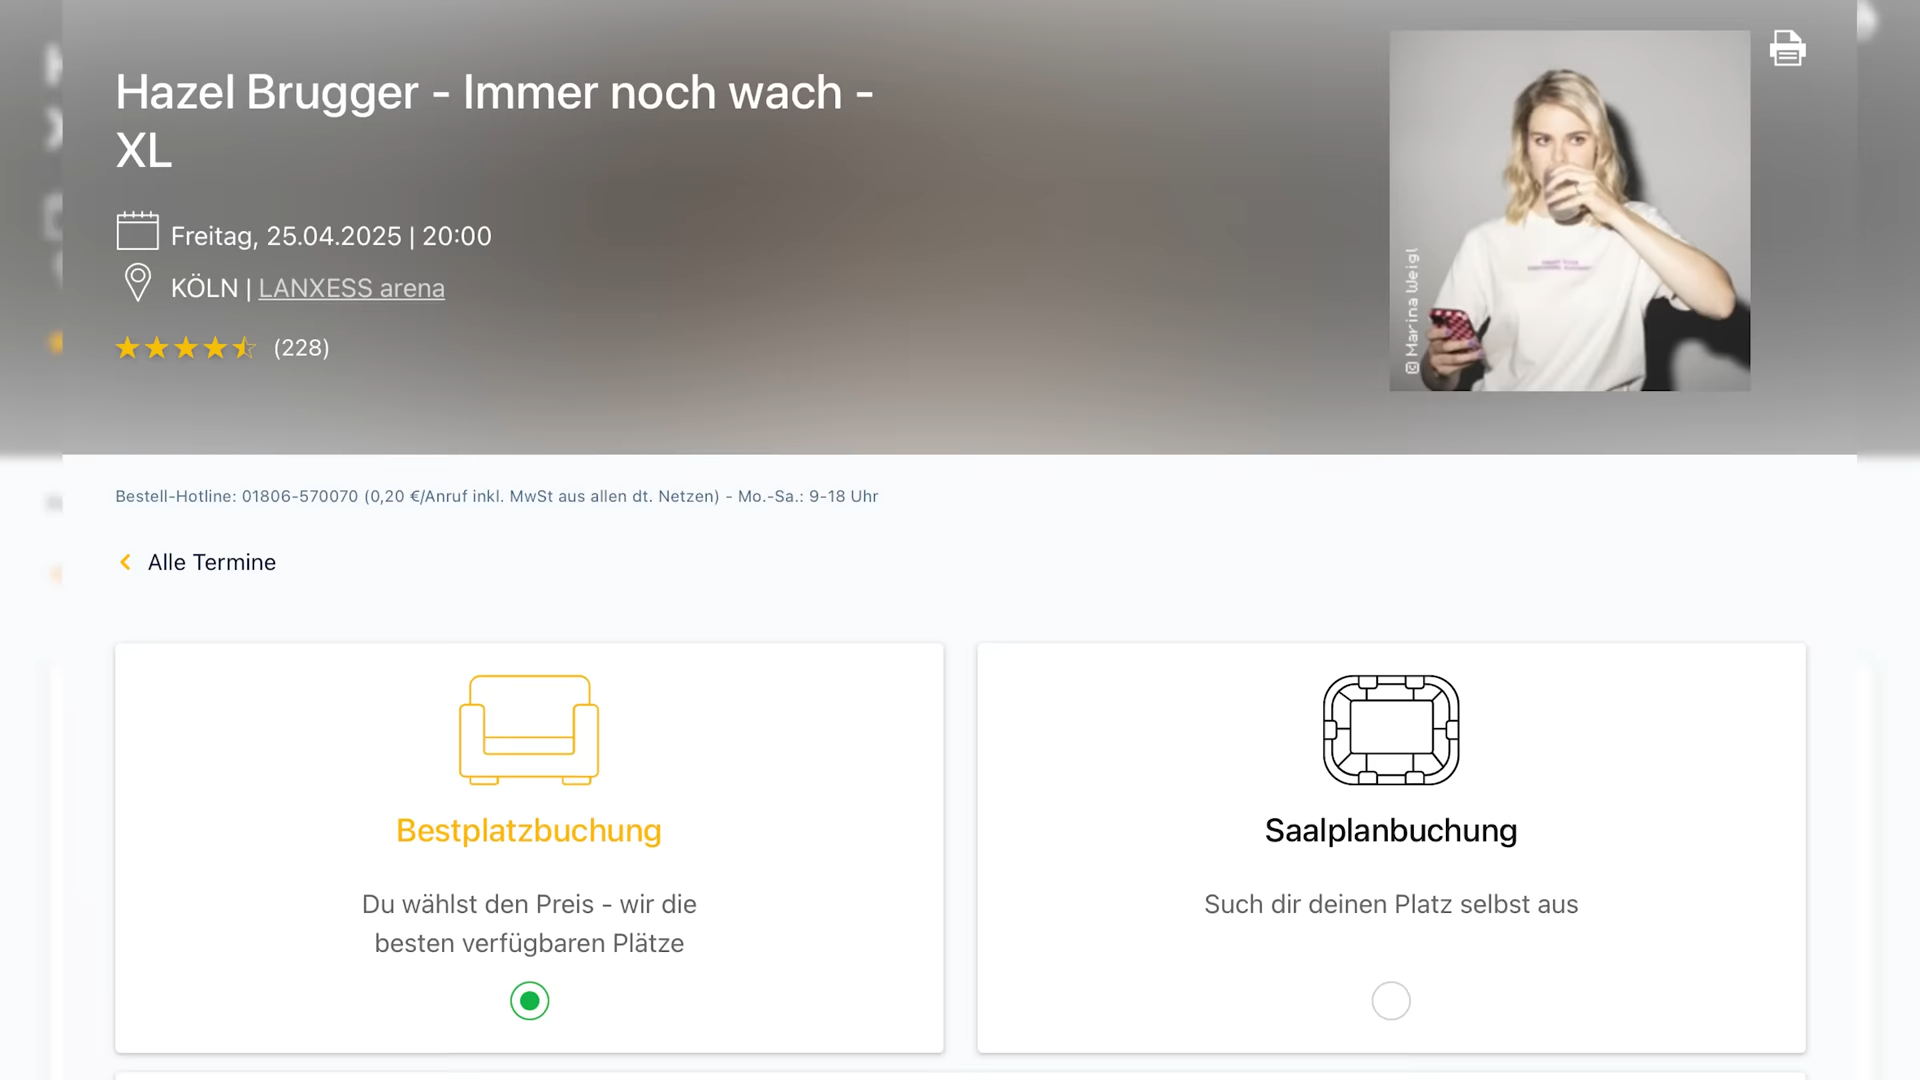 Hazel Brugger - Immer noch wach -
XL
Freitag, 25.04.2025 | 20:00
KÖLN | LANXESS arena
(228)
© Marina Weigl
Bestell-Hotline: 01806-570070 (0,20 €/Anruf inkl. MwSt aus allen dt. Netzen) - Mo.-Sa.: 9-18 Uhr
Alle Termine
Bestplatzbuchung
Du wählst den Preis - wir die
besten verfügbaren Plätze
Saalplanbuchung
Such dir deinen Platz selbst aus